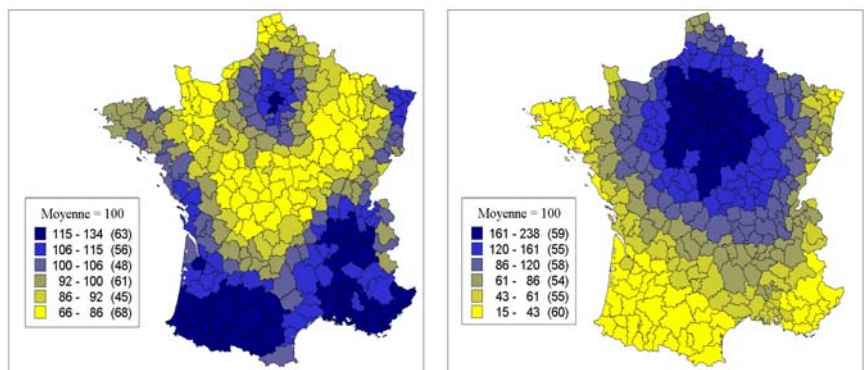 Moyenne = 100
115 - 134 (63)
106 - 115 (56)
100 - 106 (48)
92 - 100 (61)
86 - 92 (45)
66 - 86 (68)
Moyenne = 100
161 - 238 (59)
120 - 161 (55)
86 - 120 (58)
61 - 86 (54)
43 - 61 (55)
15 - 43 (60)